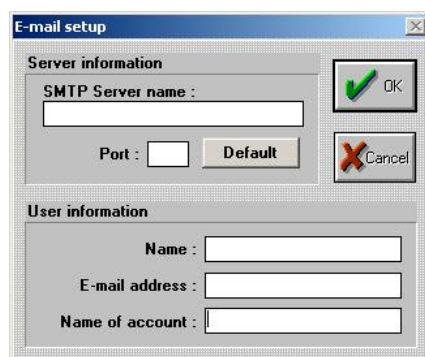 E-mail setup
Server information
SMTP Server name :
OK
Port :
Default
Cancel
User information
Name :
E-mail address :
Name of account :